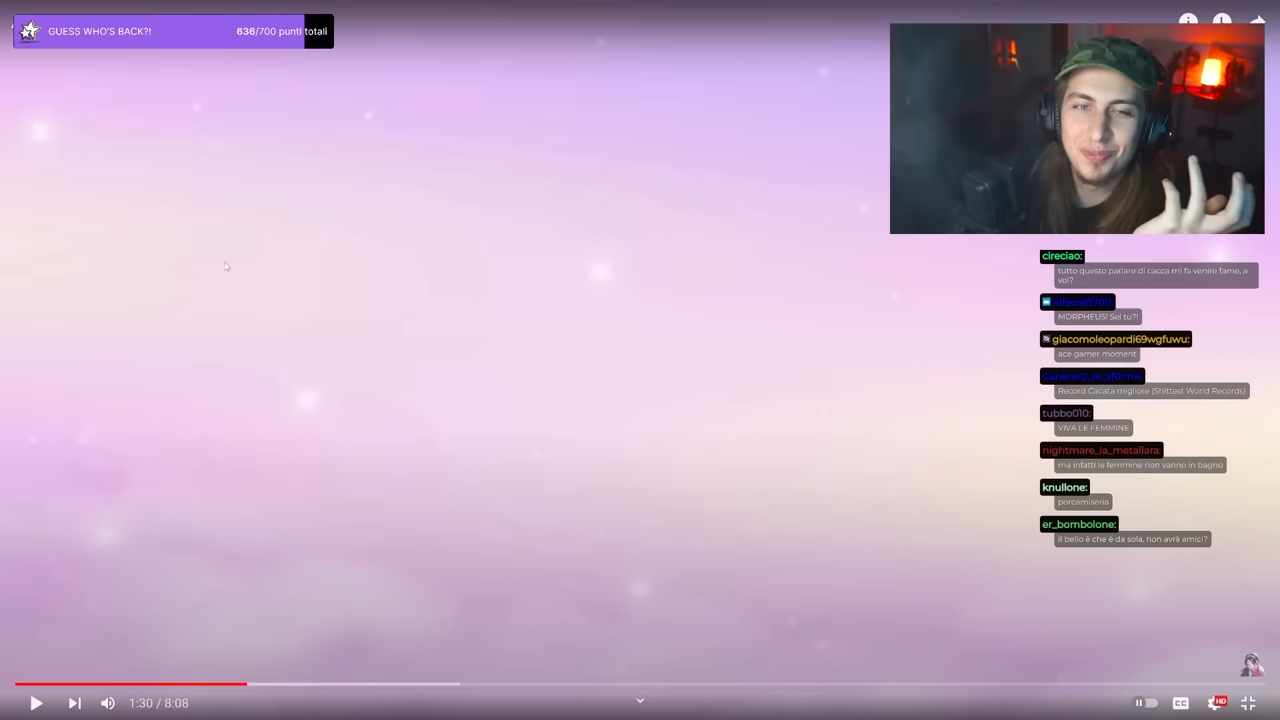 GUESS WHO'S BACK?!
636/700 punti totali
cireciao:
tutto questo parlare di cacca mi fa venire fame, a
voi?
MORPHEUS! Sei tu?!
giacomoleopardi69wgfuwu:
ace gamer moment
Record Cacata migliore (Shittest World Records)
tubbo010:
VIVA LE FEMMINE
nightmare_la_metallara:
ma infatti le femmine non vanno in bagno
knullone:
porcamiseria
er_bombolone:
il bello è che è da sola, non avrà amici?
1:30 / 8:08
CC
HD